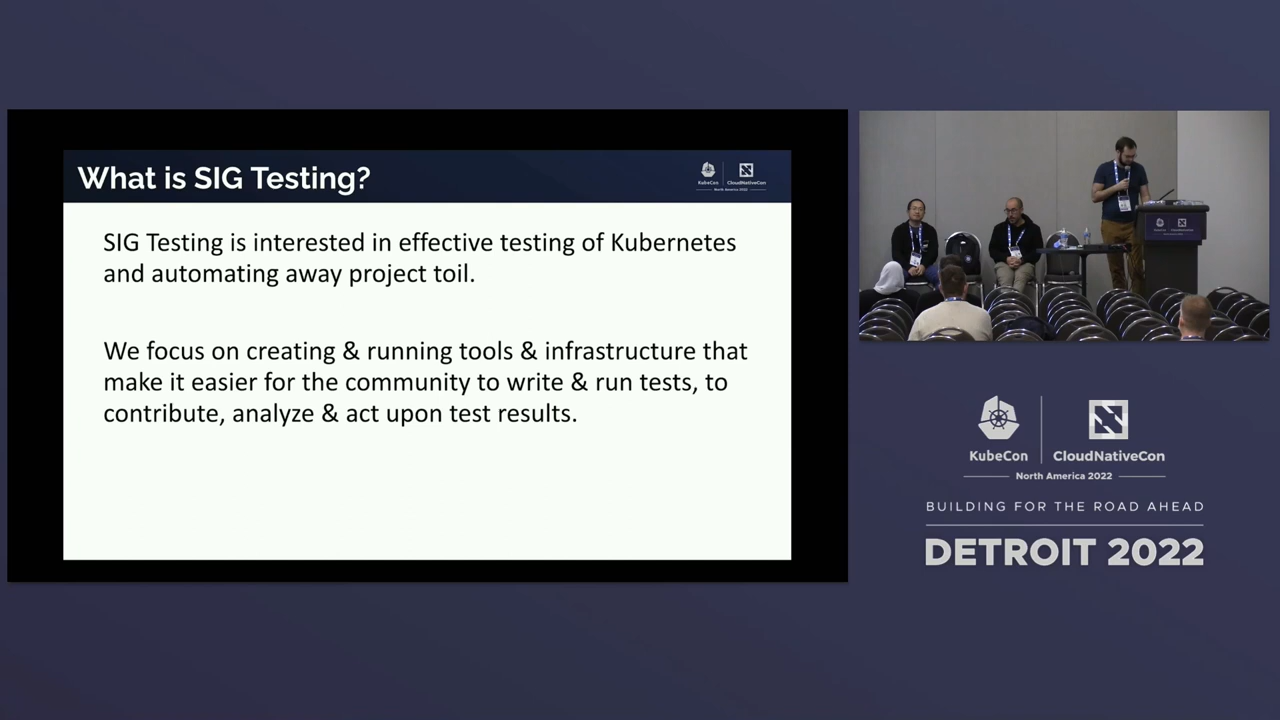 What is SIG Testing?
KubeCon
CloudNativeCon
North America 2022
SIG Testing is interested in effective testing of Kubernetes
and automating away project toil.
We focus on creating & running tools & infrastructure that
make it easier for the community to write & run tests, to
contribute, analyze & act upon test results.
KubeCon
CloudNativeCon
North America 2022
BUILDING FOR THE ROAD AHEAD
DETROIT 2022